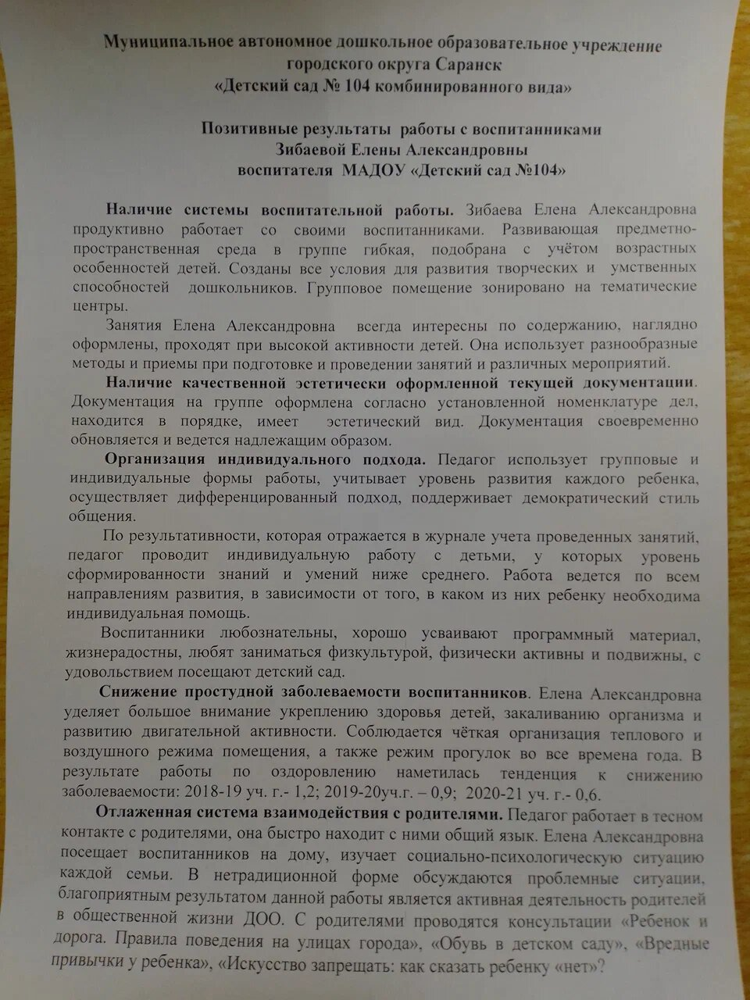 Муниципальное автономное дошкольное образовательное учреждение
городского округа Саранск
«Детский сад № 104 комбинированного вида»
Позитивные результаты работы с воспитанниками
Зибаевой Елены Александровны
воспитателя МАДОУ «Детский сад №104»
Наличие системы воспитательной работы. Зибаева Елена Александровна
продуктивно работает со своими воспитанниками. Развивающая предметно-
пространственная среда в группе гибкая, подобрана с учётом возрастных
особенностей детей. Созданы все условия для развития творческих и умственных
способностей дошкольников. Групповое помещение зонировано на тематические
центры.
Занятия Елена Александровна всегда интересны по содержанию, наглядно
оформлены, проходят при высокой активности детей. Она использует разнообразные
методы и приемы при подготовке и проведении занятий и различных мероприятий.
Наличие качественной эстетически оформленной текущей документации.
Документация на группе оформлена согласно установленной номенклатуре дел,
находится в порядке, имеет эстетический вид. Документация своевременно
обновляется и ведется надлежащим образом.
Организация индивидуального подхода. Педагог использует групповые и
индивидуальные формы работы, учитывает уровень развития каждого ребенка,
осуществляет дифференцированный подход, поддерживает демократический стиль
общения.
По результативности, которая отражается в журнале учета проведенных занятий,
педагог проводит индивидуальную работу с детьми, у которых уровень
сформированности знаний и умений ниже среднего. Работа ведется по всем
направлениям развития, в зависимости от того, в каком из них ребенку необходима
индивидуальная помощь.
Воспитанники любознательны, хорошо усваивают программный материал,
жизнерадостны, любят заниматься физкультурой, физически активны и подвижны, с
удовольствием посещают детский сад.
Снижение простудной заболеваемости воспитанников. Елена Александровна
уделяет большое внимание укреплению здоровья детей, закаливанию организма и
развитию двигательной активности. Соблюдается чёткая организация теплового и
воздушного режима помещения, а также режим прогулок во все времена года. В
результате работы по оздоровлению наметилась тенденция к снижению
заболеваемости: 2018-19 уч. г.- 1,2; 2019-20уч.г. – 0,9; 2020-21 уч. г.- 0,6.
Отлаженная система взаимодействия с родителями. Педагог работает в тесном
контакте с родителями, она быстро находит с ними общий язык. Елена Александровна
посещает воспитанников на дому, изучает социально-психологическую ситуацию
каждой семьи. В нетрадиционной форме обсуждаются проблемные ситуации,
благоприятным результатом данной работы является активная деятельность родителей
в общественной жизни ДОО. С родителями проводятся консультации «Ребенок и
дорога. Правила поведения на улицах города», «Обувь в детском саду», «Вредные
привычки у ребенка», «Искусство запрещать: как сказать ребенку «нет»?